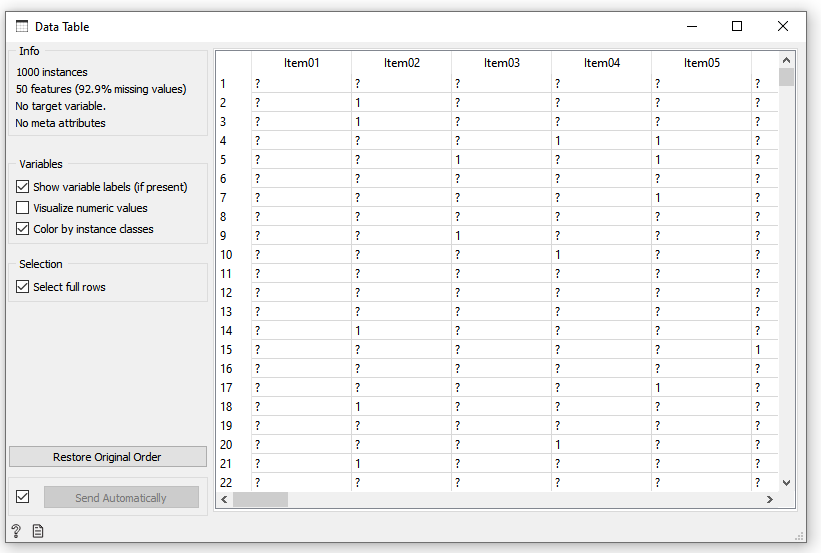 Data Table
Info
1000 instances
50 features (92.9% missing values)
No target variable.
No meta attributes
Variables
Show variable labels (if present)
Visualize numeric values
Color by instance classes
Selection
Select full rows
Restore Original Order
Send Automatically
?
Item01 Item02 Item03 Item04 Item05
1 ? ? ? ? ? ?
2 ? 1 ? ? ? ?
3 ? 1 ? ? ? ?
4 ? ? ? 1 1 ?
5 ? ? 1 ? 1 ?
6 ? ? ? ? ? ?
7 ? ? ? ? 1 ?
8 ? ? ? ? ? ?
9 ? ? 1 ? ? ?
10 ? ? ? 1 ? ?
11 ? ? ? ? ? ?
12 ? ? ? ? ? ?
13 ? ? ? ? ? ?
14 ? 1 ? ? ? ?
15 ? ? ? ? ? 1
16 ? ? ? ? ? ?
17 ? ? ? ? 1 ?
18 ? 1 ? ? ? ?
19 ? ? ? ? ? ?
20 ? ? ? 1 ? ?
21 ? 1 ? ? ? ?
22 ? ? ? ? ? ?